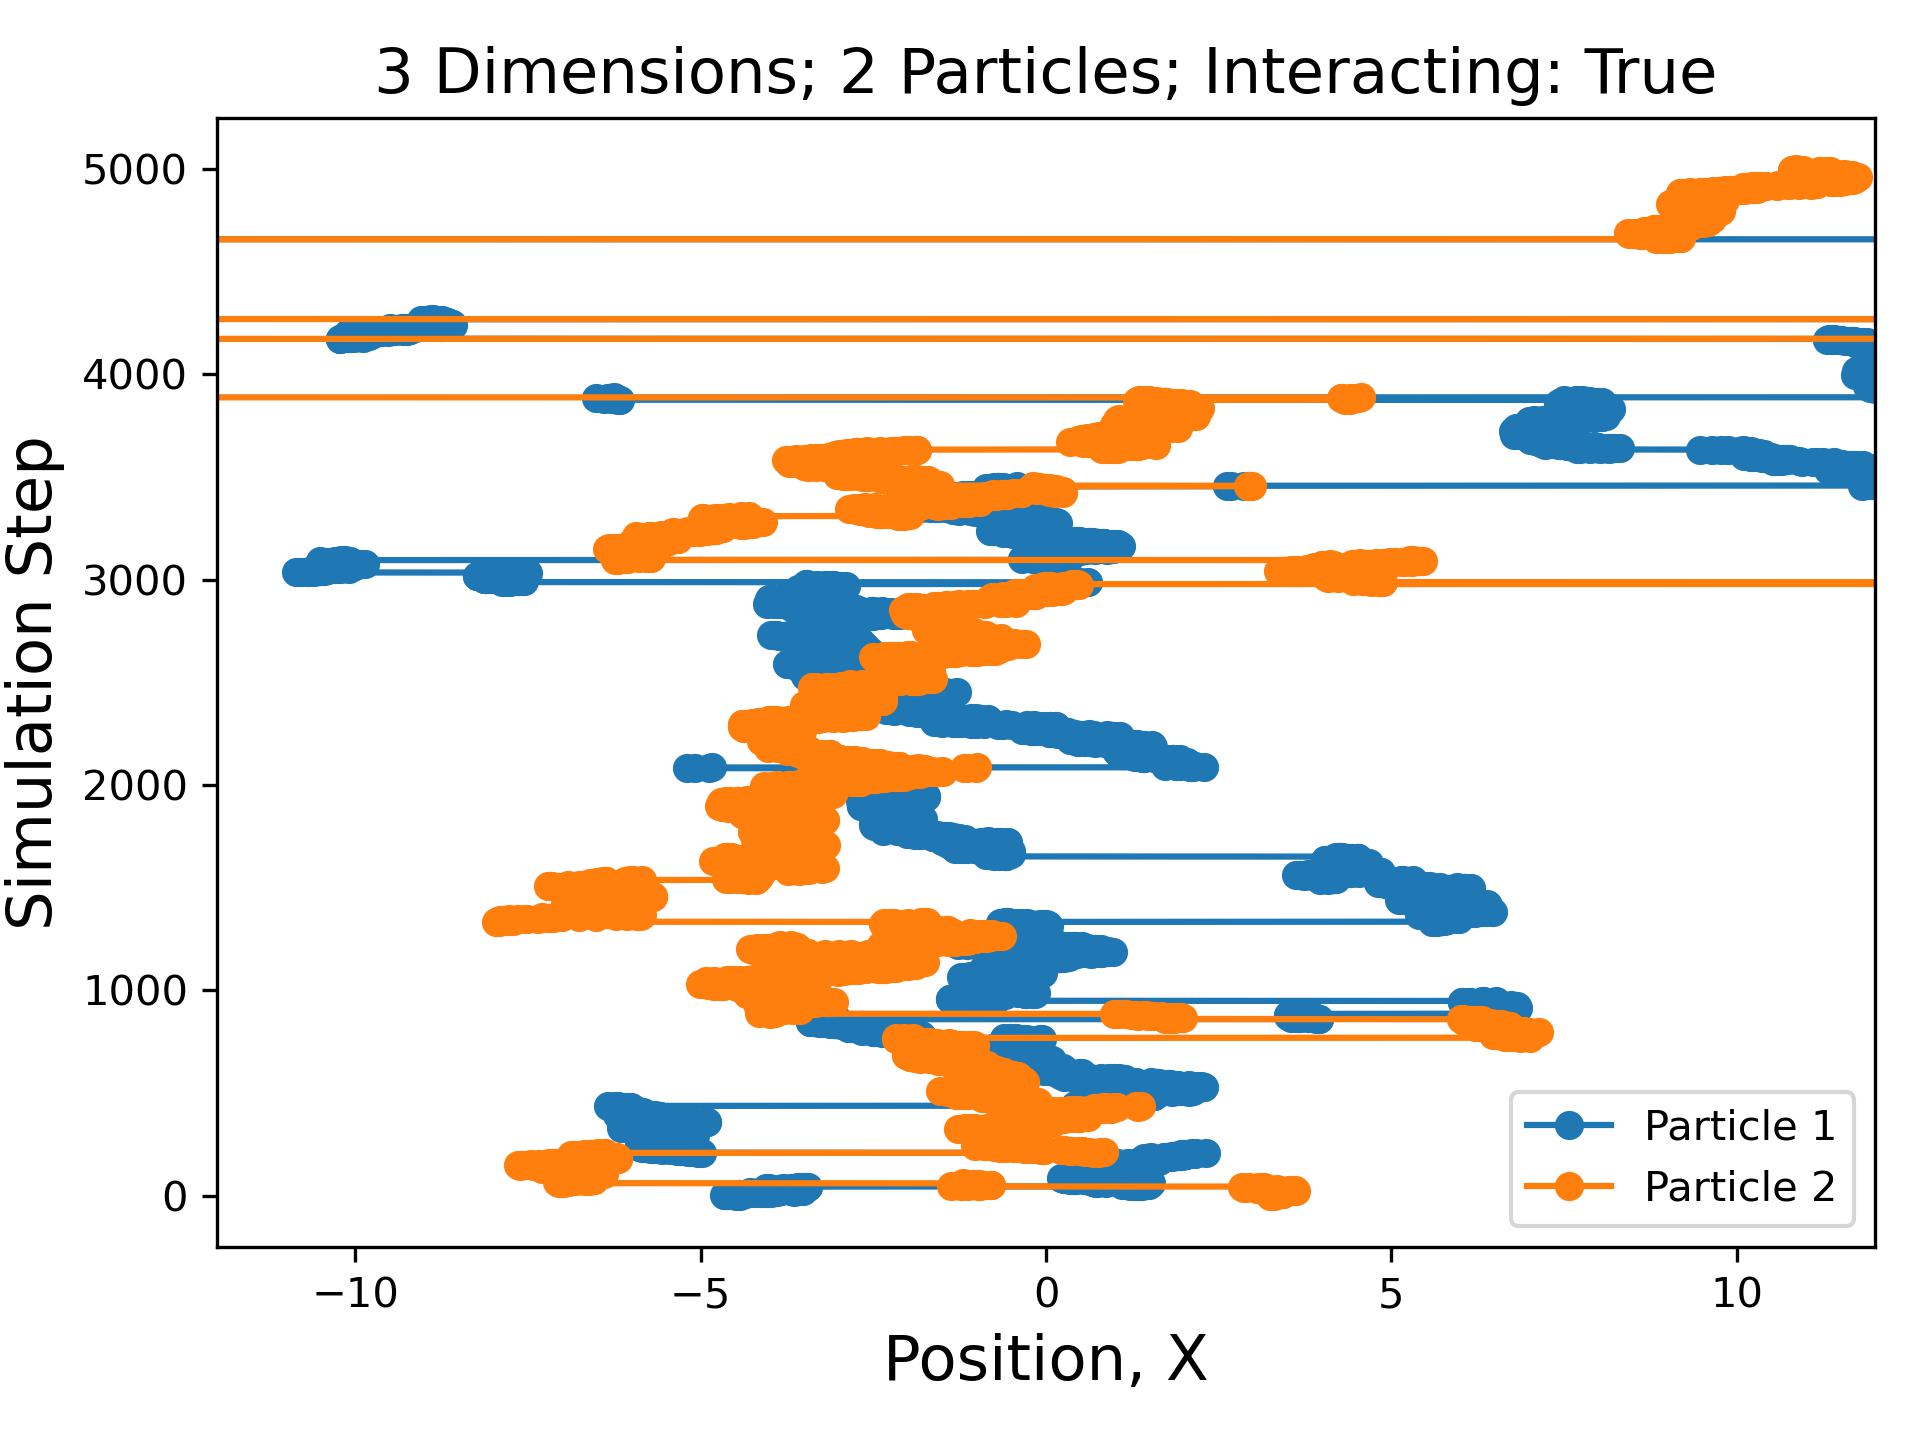 3 Dimensions; 2 Particles; Interacting: True
Simulation Step
5000
4000
3000
2000
1000
0
Particle 1
Particle 2
−10
−5
0
5
10
Position, X